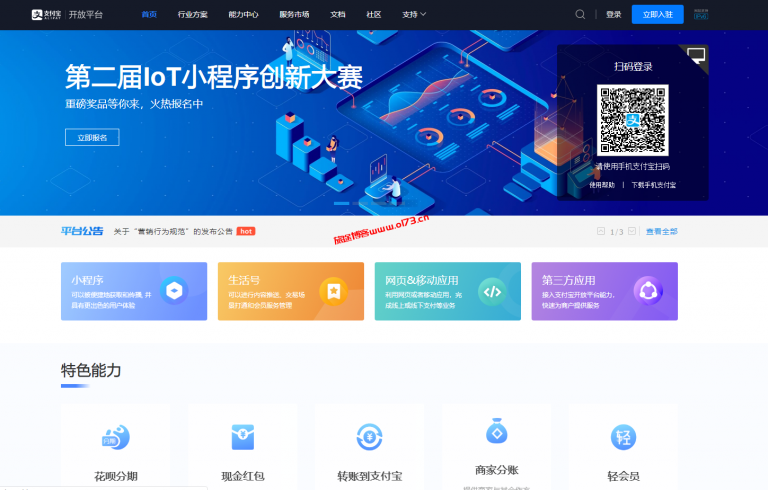 支付宝 开放平台
首页 行业方案 能力中心 服务市场 文档 社区 支持
登录 立即入驻
第二届IoT小程序创新大赛
重磅奖品等你来,火热报名中
立即报名
扫码登录
请使用手机支付宝扫码
使用帮助 | 下载手机支付宝
旅途博客www.ol73.cn
平台公告 关于“营销行为规范”的发布公告 hot
1/3 查看全部
小程序
可以被便捷地获取和传播, 并
具有更出色的用户体验
生活号
可以进行内容推送、交易场
景打通和会员服务管理
网页&移动应用
利用网页或者移动应用,完
成线上或线下支付等业务
第三方应用
接入支付宝开放平台能力,
快速为商户提供服务
特色能力
花呗分期
现金红包
转账到支付宝
商家分账
轻
轻会员